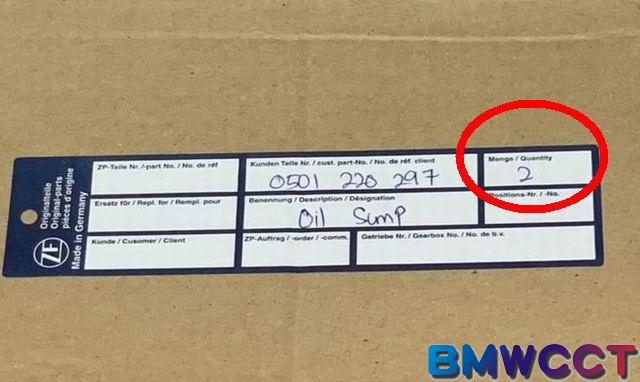 Originalteile
Original-parts
pièces d'origine
ZF
Made in Germany
ZP-Teile Nr./-part No./No. de réf
Kunden Teile Nr./ cust. part-No./ No. de réf. client
0501 220 297
Menge / Quantity
2
Ersatz für / Repl. for / Rempl. pour
Benennung / Description / Désignation
Oil Sump
Positions-Nr. / -No.
Kunde / Cusomer / Client
ZP-Auftrag / -order / -comm.
Getriebe Nr. / Gearbox No. / No de b.v.
BMWCCT